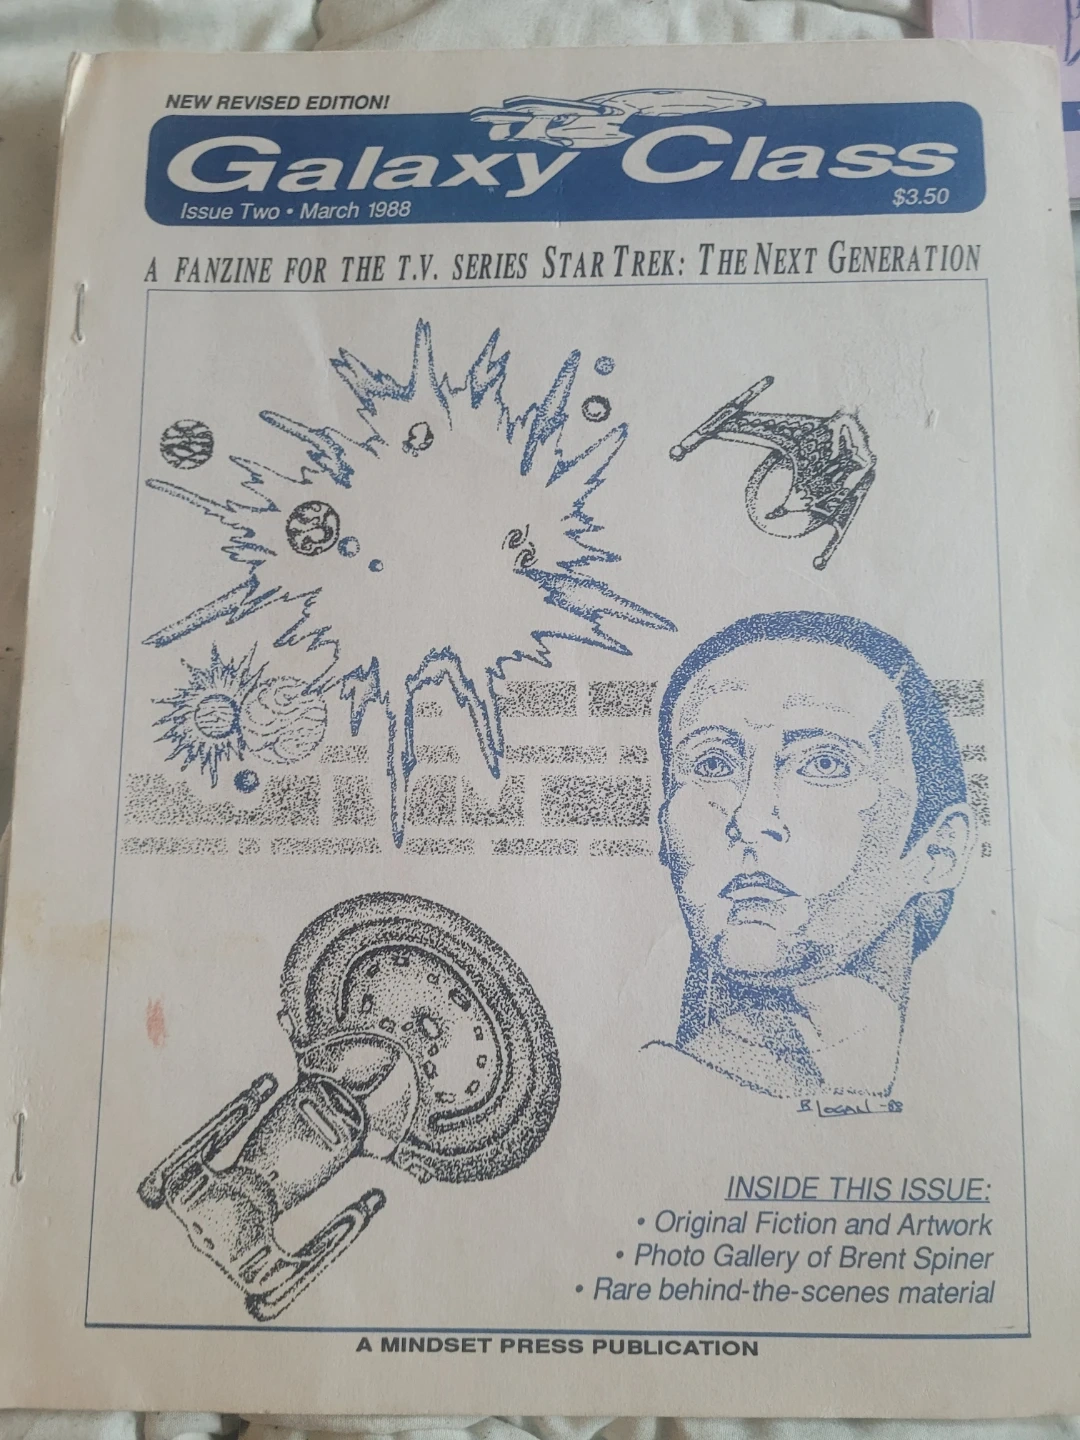 NEW REVISED EDITION!
Galaxy Class
Issue Two • March 1988
$3.50
A FANZINE FOR THE T.V. SERIES STAR TREK: THE NEXT GENERATION
B LOGAN -88
INSIDE THIS ISSUE:
• Original Fiction and Artwork
• Photo Gallery of Brent Spiner
• Rare behind-the-scenes material
A MINDSET PRESS PUBLICATION